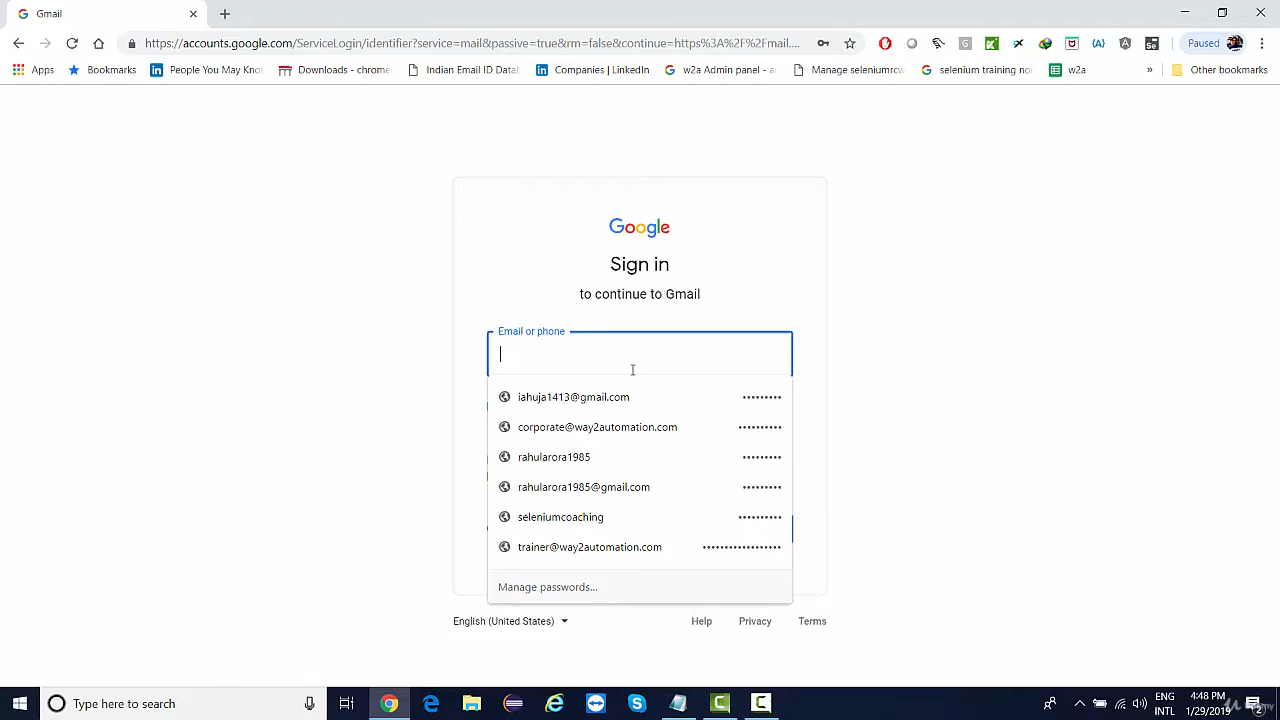 Gmail
https://accounts.google.com/ServiceLogin/identifier?service=mail&passive=true&rm=false&continue=https%3A%2F%2Fmail....
Paused
Apps
Bookmarks
People You May Kno
Downloads - chrome
Indian Email ID Data
Companies | LinkedIn
w2a Admin panel - a
Manage seleniumrc
selenium training no
w2a
»
Other bookmarks
Google
Sign in
to continue to Gmail
Email or phone
iahuja1413@gmail.com •••••••••
corporate@way2automation.com ••••••••••
rahularora1985 •••••••••
rahularora1985@gmail.com •••••••••
seleniumcoaching ••••••••••
trainer@way2automation.com ••••••••••••••••••
Manage passwords...
English (United States)
Help
Privacy
Terms
Type here to search
ENG
INTL
4:48 PM
1/29/2019